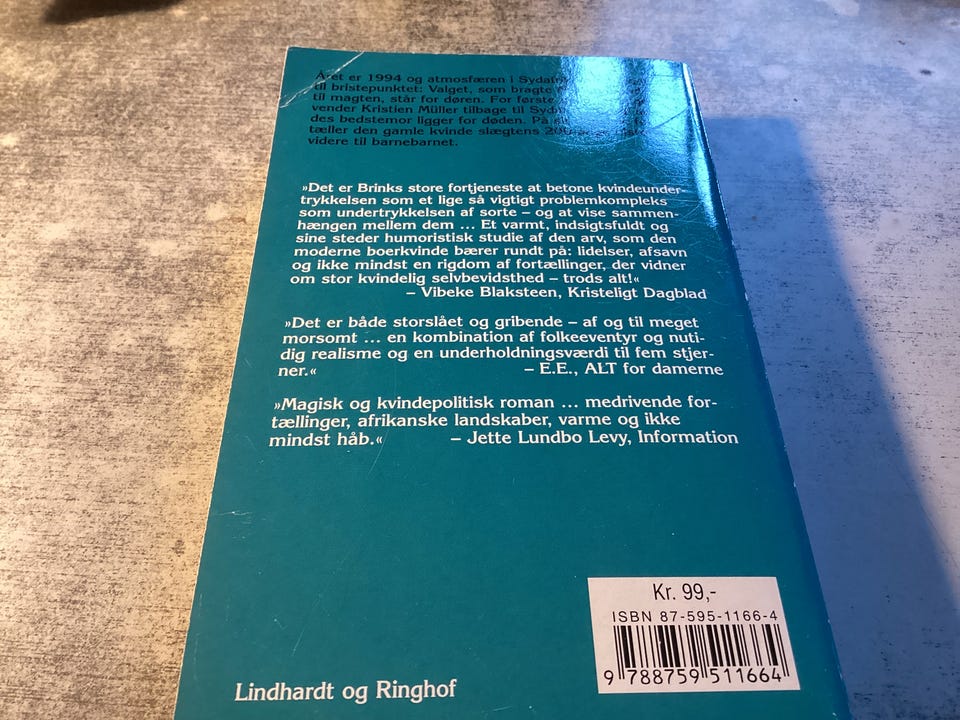 Året er 1994 og atmosfæren i
til bristepunktet: Valget, som bragte
til magten, står for døren. For første
vender Kristien Müller tilbage til
des bedstemor ligger for døden. På
tæller den gamle kvinde slægtens
videre til barnebarnet.
»Det er Brinks store fortjeneste at betone kvindeunder-
trykkelsen som et lige så vigtigt problemkompleks
som undertrykkelsen af sorte – og at vise sammen-
hængen mellem dem ... Et varmt, indsigtsfuldt og
sine steder humoristisk studie af den arv, som den
moderne boerkvinde bærer rundt på: lidelser, afsavn
og ikke mindst en rigdom af fortællinger, der vidner
om stor kvindelig selvbevidsthed – trods alt!«
– Vibeke Blaksteen, Kristeligt Dagblad
»Det er både storslået og gribende – af og til meget
morsomt ... en kombination af folkeeventyr og nuti-
dig realisme og en underholdningsværdi til fem stjer-
ner.« – E.E., ALT for damerne
»Magisk og kvindepolitisk roman ... medrivende for-
tællinger, afrikanske landskaber, varme og ikke
mindst håb.« – Jette Lundbo Levy, Information
Kr. 99,-
ISBN 87-595-1166-4
9 788759 511664
Lindhardt og Ringhof